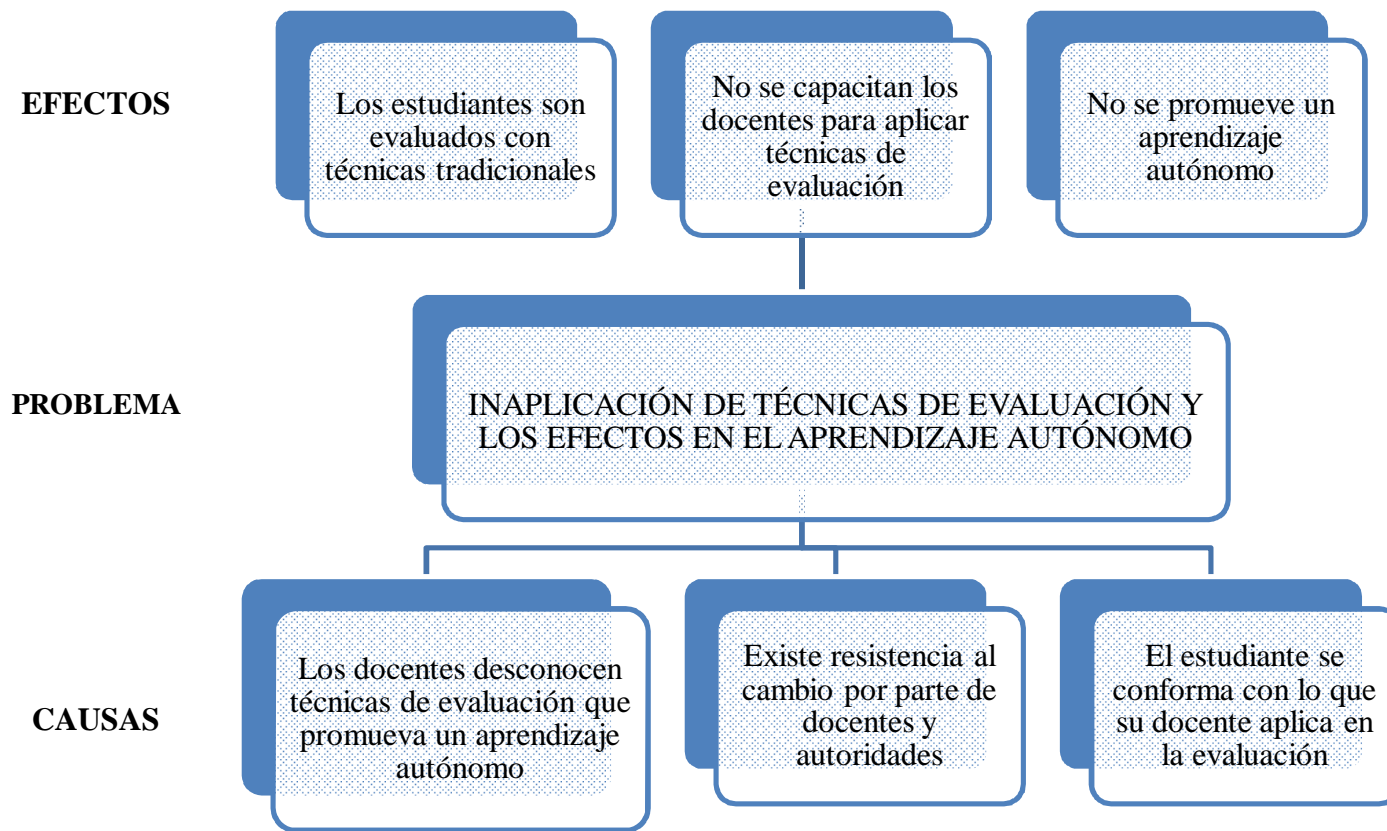 EFECTOS
Los estudiantes son
evaluados con
técnicas tradicionales
No se capacitan los
docentes para aplicar
técnicas de
evaluación
No se promueve un
aprendizaje
autónomo
PROBLEMA
INAPLICACIÓN DE TÉCNICAS DE EVALUACIÓN Y
LOS EFECTOS EN EL APRENDIZAJE AUTÓNOMO
CAUSAS
Los docentes desconocen
técnicas de evaluación que
promueva un aprendizaje
autónomo
Existe resistencia al
cambio por parte de
docentes y
autoridades
El estudiante se
conforma con lo que
su docente aplica en
la evaluación